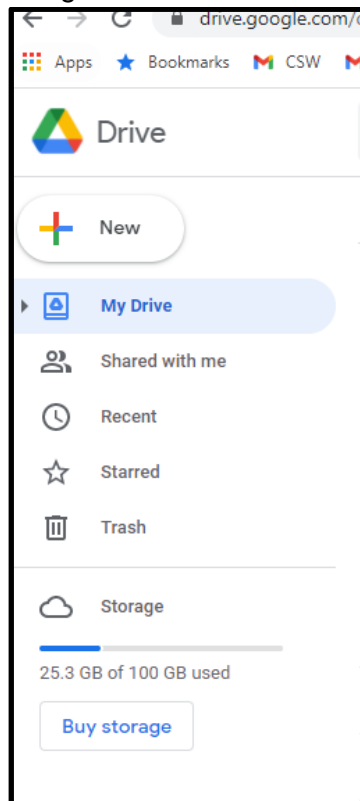 drive.google.com/
Apps Bookmarks CSW
Drive
New
My Drive
Shared with me
Recent
Starred
Trash
Storage
25.3 GB of 100 GB used
Buy storage